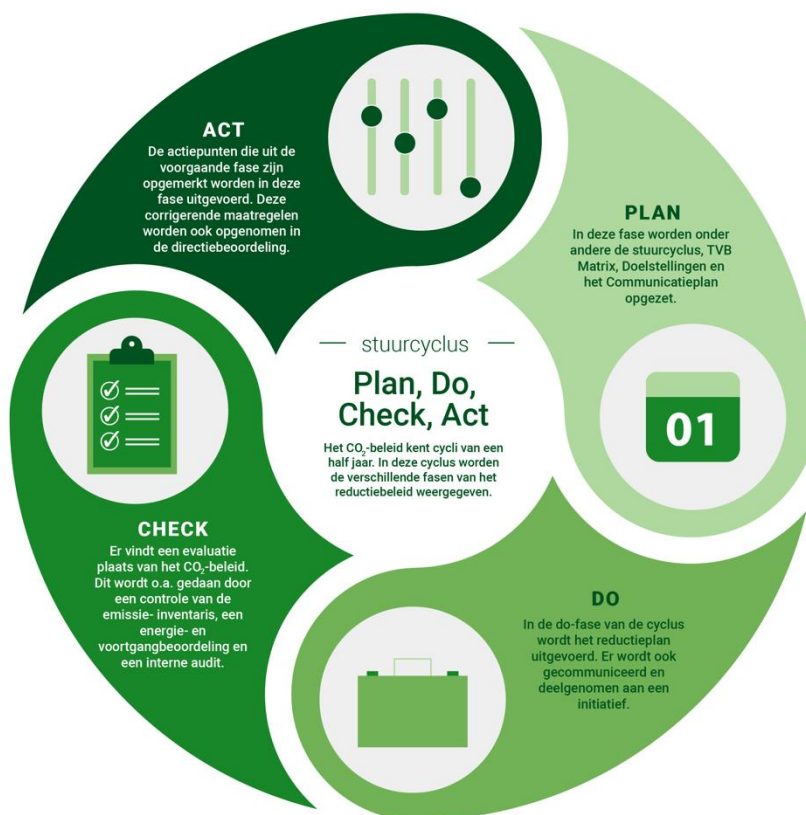 ACT
De actiepunten die uit de
voorgaande fase zijn
opgemerkt worden in deze
fase uitgevoerd. Deze
corrigerende maatregelen
worden ook opgenomen in
de directiebeoordeling.
PLAN
In deze fase worden onder
andere de stuurcyclus, TVB
Matrix, Doelstellingen en
het Communicatieplan
opgezet.
01
stuurcyclus
Plan, Do,
Check, Act
Het CO₂-beleid kent cycli van een
half jaar. In deze cyclus worden
de verschillende fasen van het
reductiebeleid weergegeven.
CHECK
Er vindt een evaluatie
plaats van het CO₂-beleid.
Dit wordt o.a. gedaan door
een controle van de
emissie- inventaris, een
energie- en
voortgangbeoordeling en
een interne audit.
DO
In de do-fase van de cyclus
wordt het reductieplan
uitgevoerd. Er wordt ook
gecommuniceerd en
deelgenomen aan een
initiatief.